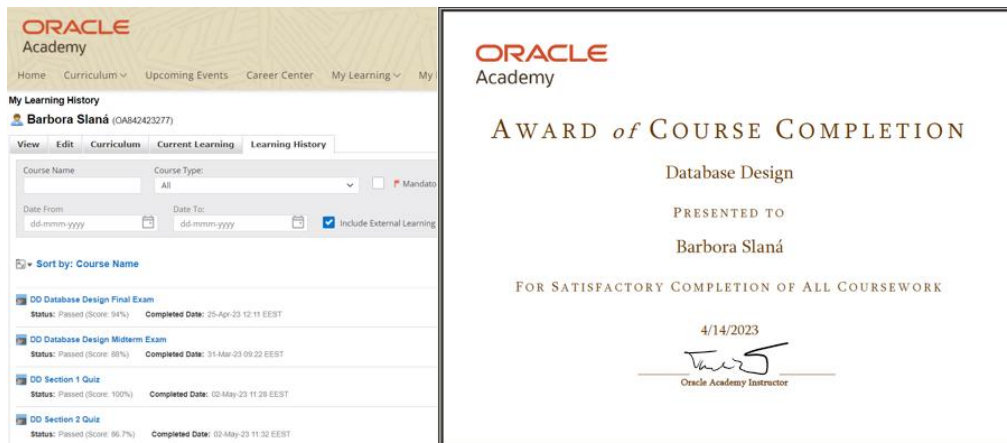 ORACLE
Academy
Home Curriculum Upcoming Events Career Center My Learning My
My Learning History
Barbora Slaná (OA842423277)
View Edit Curriculum Current Learning Learning History
Course Name Course Type:
All Mandato
Date From Date To:
dd-mmm-yyyy dd-mmm-yyyy Include External Learning
Sort by: Course Name
DD Database Design Final Exam
Status: Passed (Score: 94%) Completed Date: 25-Apr-23 12:11 EEST
DD Database Design Midterm Exam
Status: Passed (Score: 88%) Completed Date: 31-Mar-23 09:22 EEST
DD Section 1 Quiz
Status: Passed (Score: 100%) Completed Date: 02-May-23 11:28 EEST
DD Section 2 Quiz
Status: Passed (Score: 86.7%) Completed Date: 02-May-23 11:32 EEST
ORACLE
Academy
AWARD of COURSE COMPLETION
Database Design
PRESENTED TO
Barbora Slaná
FOR SATISFACTORY COMPLETION OF ALL COURSEWORK
4/14/2023
Oracle Academy Instructor